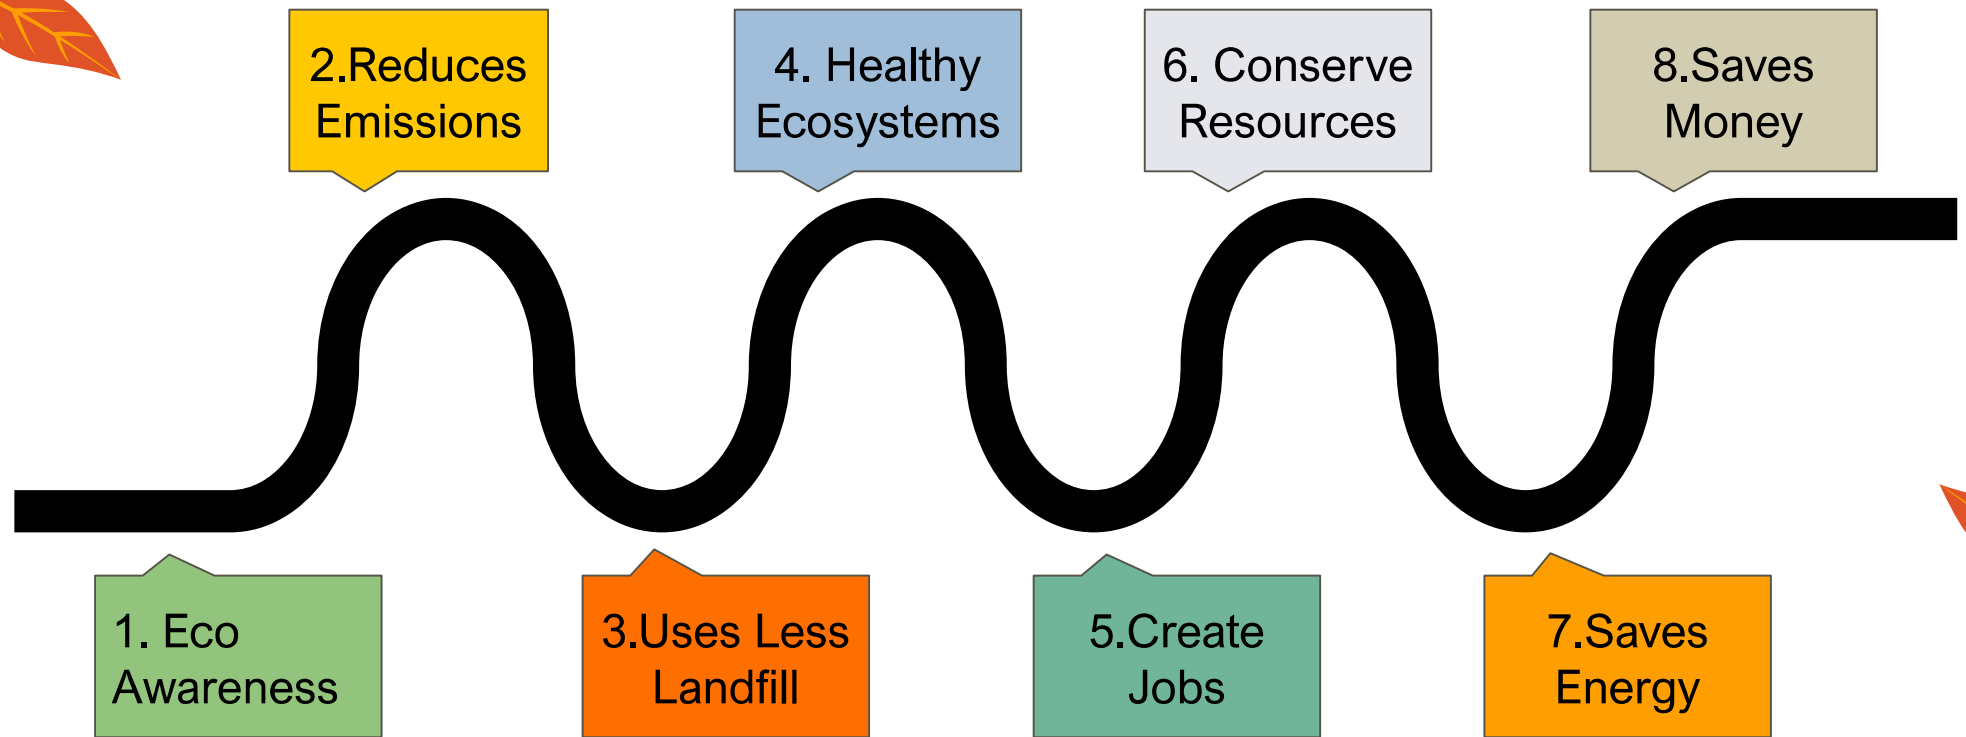 1. Eco
Awareness
2.Reduces
Emissions
3.Uses Less
Landfill
4. Healthy
Ecosystems
5.Create
Jobs
6. Conserve
Resources
7.Saves
Energy
8.Saves
Money